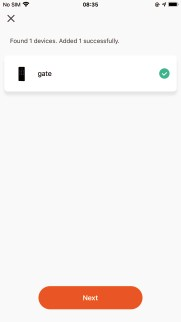 No SIM 08:35
Found 1 devices. Added 1 successfully.
gate
Next